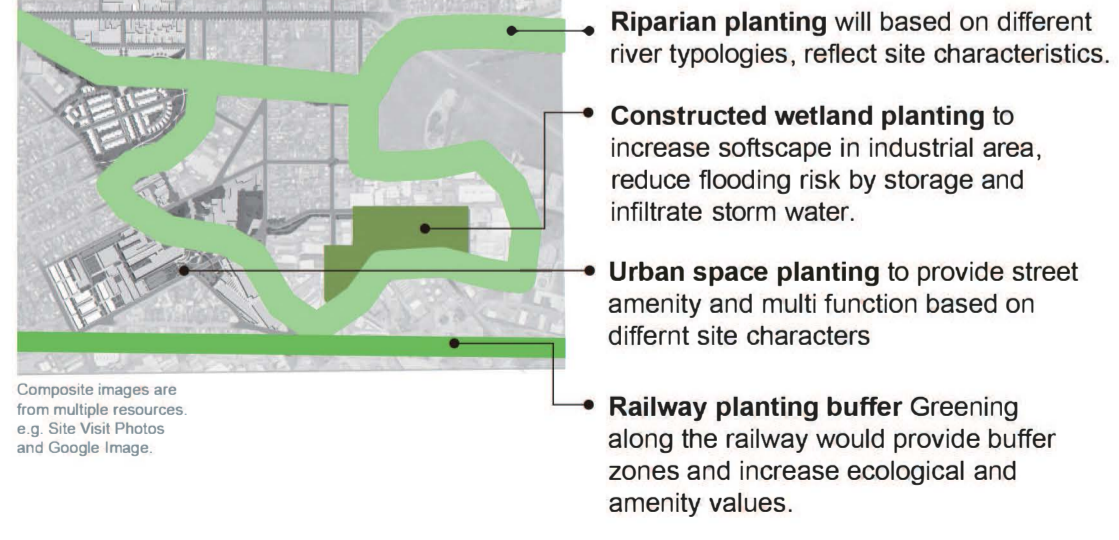 Riparian planting will based on different
river typologies, reflect site characteristics.
Constructed wetland planting to
increase softscape in industrial area,
reduce flooding risk by storage and
infiltrate storm water.
Urban space planting to provide street
amenity and multi function based on
differnt site characters
Railway planting buffer Greening
along the railway would provide buffer
zones and increase ecological and
amenity values.
Composite images are
from multiple resources.
e.g. Site Visit Photos
and Google Image.